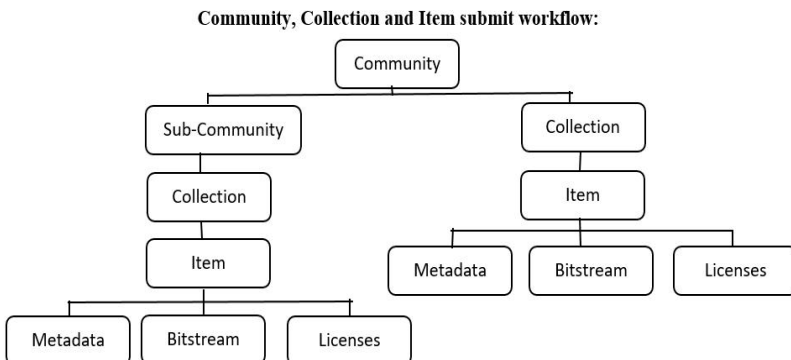 Community, Collection and Item submit workflow:
Community
Sub-Community
Collection
Collection
Item
Item
Metadata
Bitstream
Licenses
Metadata
Bitstream
Licenses